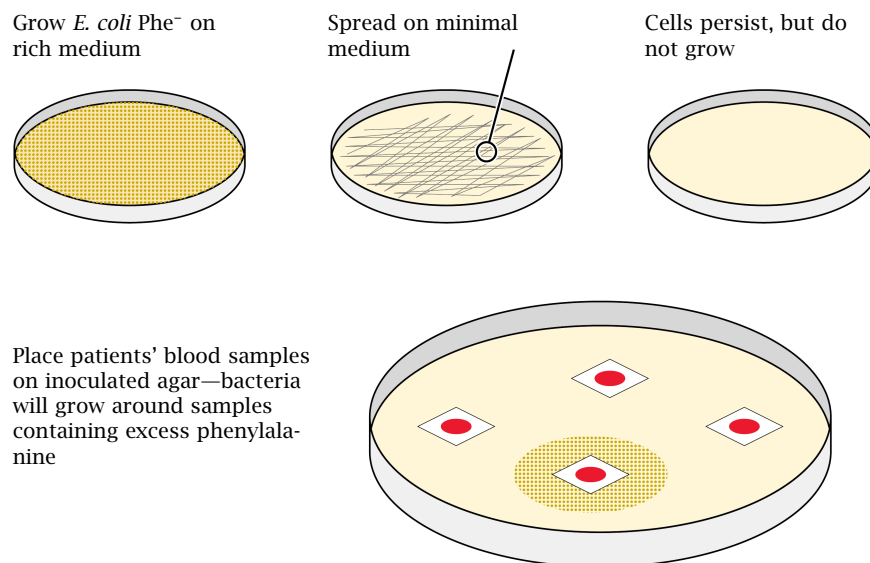 Grow E. coli Phe⁻ on
rich medium
Spread on minimal
medium
Cells persist, but do
not grow
Place patients’ blood samples
on inoculated agar—bacteria
will grow around samples
containing excess phenylala-
nine